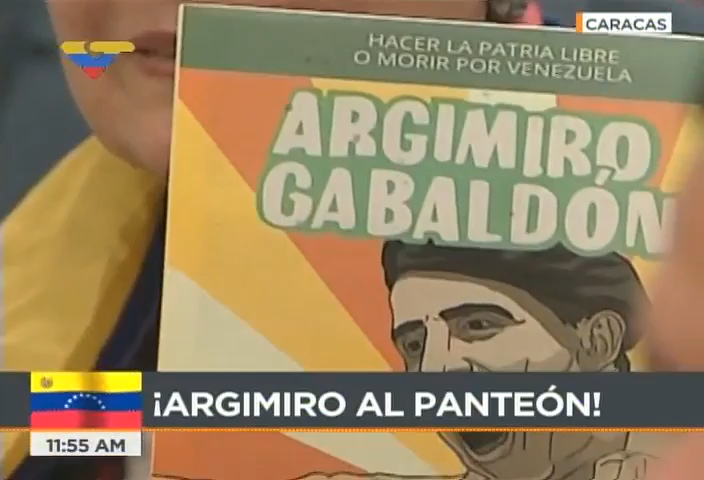 CARACAS
HACER LA PATRIA LIBRE
O MORIR POR VENEZUELA
ARGIMIRO
GABALDÓN
¡ARGIMIRO AL PANTEÓN!
11:55 AM